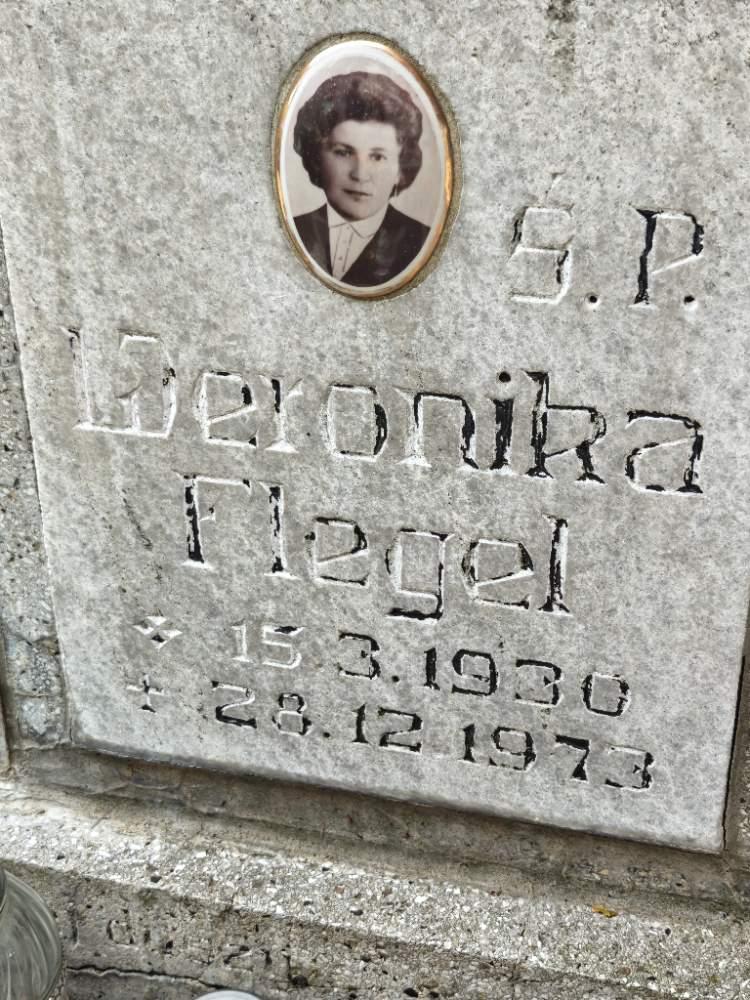 Ś.P.
Weronika
Flegel
15.3.1930
28.12.1973